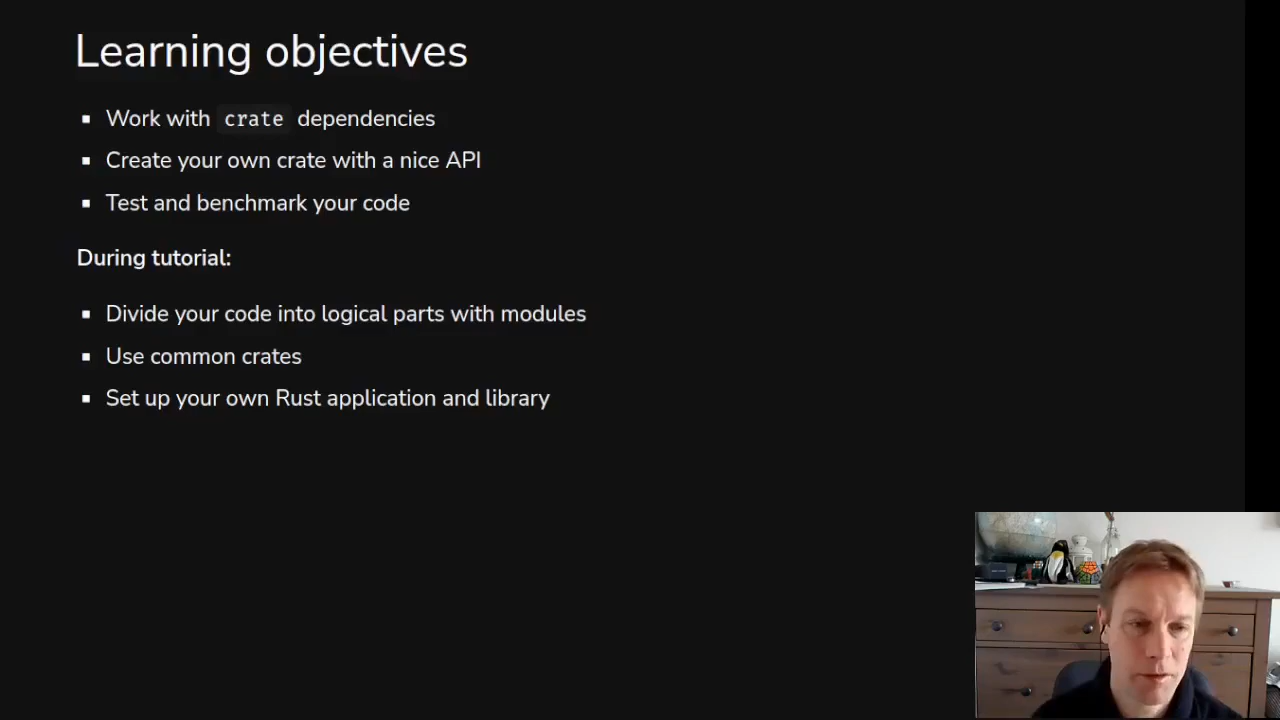 Learning objectives
Work with crate dependencies
Create your own crate with a nice API
Test and benchmark your code
During tutorial:
Divide your code into logical parts with modules
Use common crates
Set up your own Rust application and library